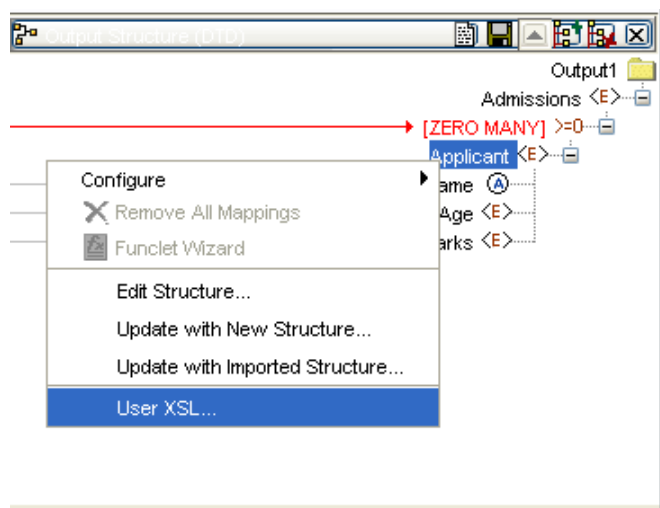 Output Structure (DTD)
Output1
Admissions <E>
[ZERO MANY] >=0
Applicant <E>
Configure
ame A
Remove All Mappings
Age <E>
Funclet Wizard
arks <E>
Edit Structure...
Update with New Structure...
Update with Imported Structure...
User XSL...